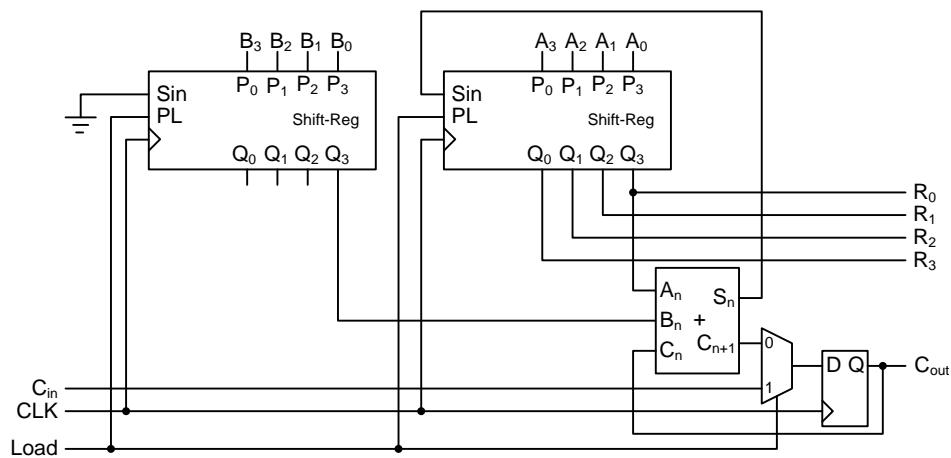 B₃ B₂ B₁ B₀
A₃ A₂ A₁ A₀
P₀ P₁ P₂ P₃
Sin
PL
Shift-Reg
Q₀ Q₁ Q₂ Q₃
P₀ P₁ P₂ P₃
Sin
PL
Shift-Reg
Q₀ Q₁ Q₂ Q₃
R₀
R₁
R₂
R₃
Aₙ
Sₙ
Bₙ +
Cₙ
Cₙ₊₁
0
1
D Q
Cₒᵤₜ
Cᵢₙ
CLK
Load